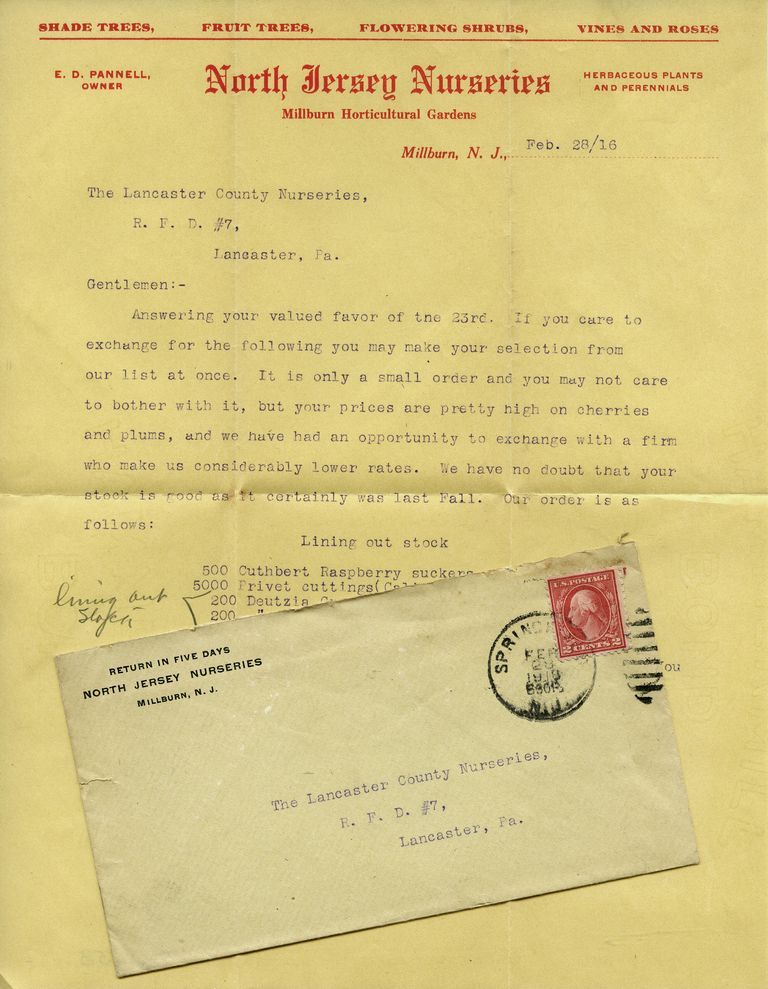 SHADE TREES, FRUIT TREES, FLOWERING SHRUBS, VINES AND ROSES
E. D. PANNELL,
OWNER
North Jersey Nurseries
Millburn Horticultural Gardens
HERBACEOUS PLANTS
AND PERENNIALS
Millburn, N. J., Feb. 28/16
The Lancaster County Nurseries,
R. F. D. #7,
Lancaster, Pa.
Gentlemen:-
Answering your valued favor of tne 23rd. If you care to
exchange for the following you may make your selection from
our list at once. It is only a small order and you may not care
to bother with it, but your prices are pretty high on cherries
and plums, and we have had an opportunity to exchange with a firm
who make us considerably lower rates. We have no doubt that your
stock is good as it certainly was last Fall. Our order is as
follows:
Lining out stock
500 Cuthbert Raspberry suckers
5000 Privet cuttings(Cal
200 Deutzia
200 "
lining out
stock
ou
RETURN IN FIVE DAYS
NORTH JERSEY NURSERIES
MILLBURN, N. J.
U.S. POSTAGE
2 CENTS 2
FEB
N.J.
The Lancaster County Nurseries,
R. F. D. #7,
Lancaster, Pa.